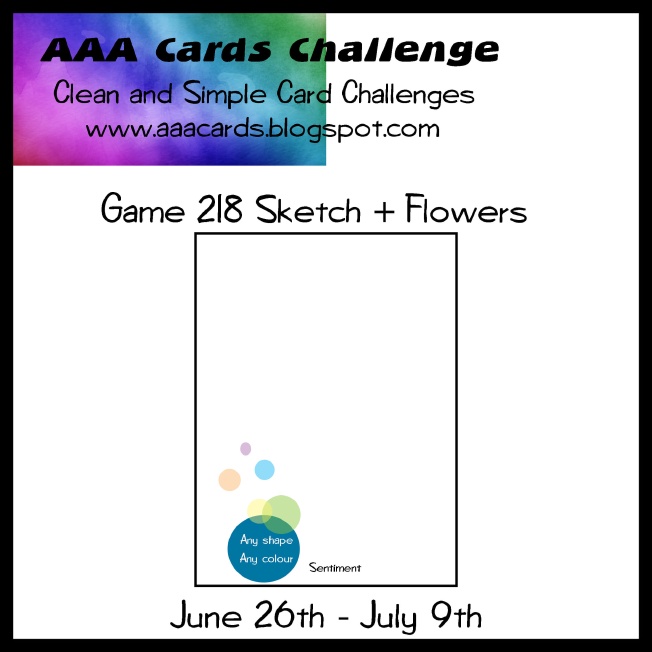 AAA Cards Challenge
Clean and Simple Card Challenges
www.aaacards.blogspot.com
Game 218 Sketch + Flowers
Any shape
Any colour
Sentiment
June 26th - July 9th